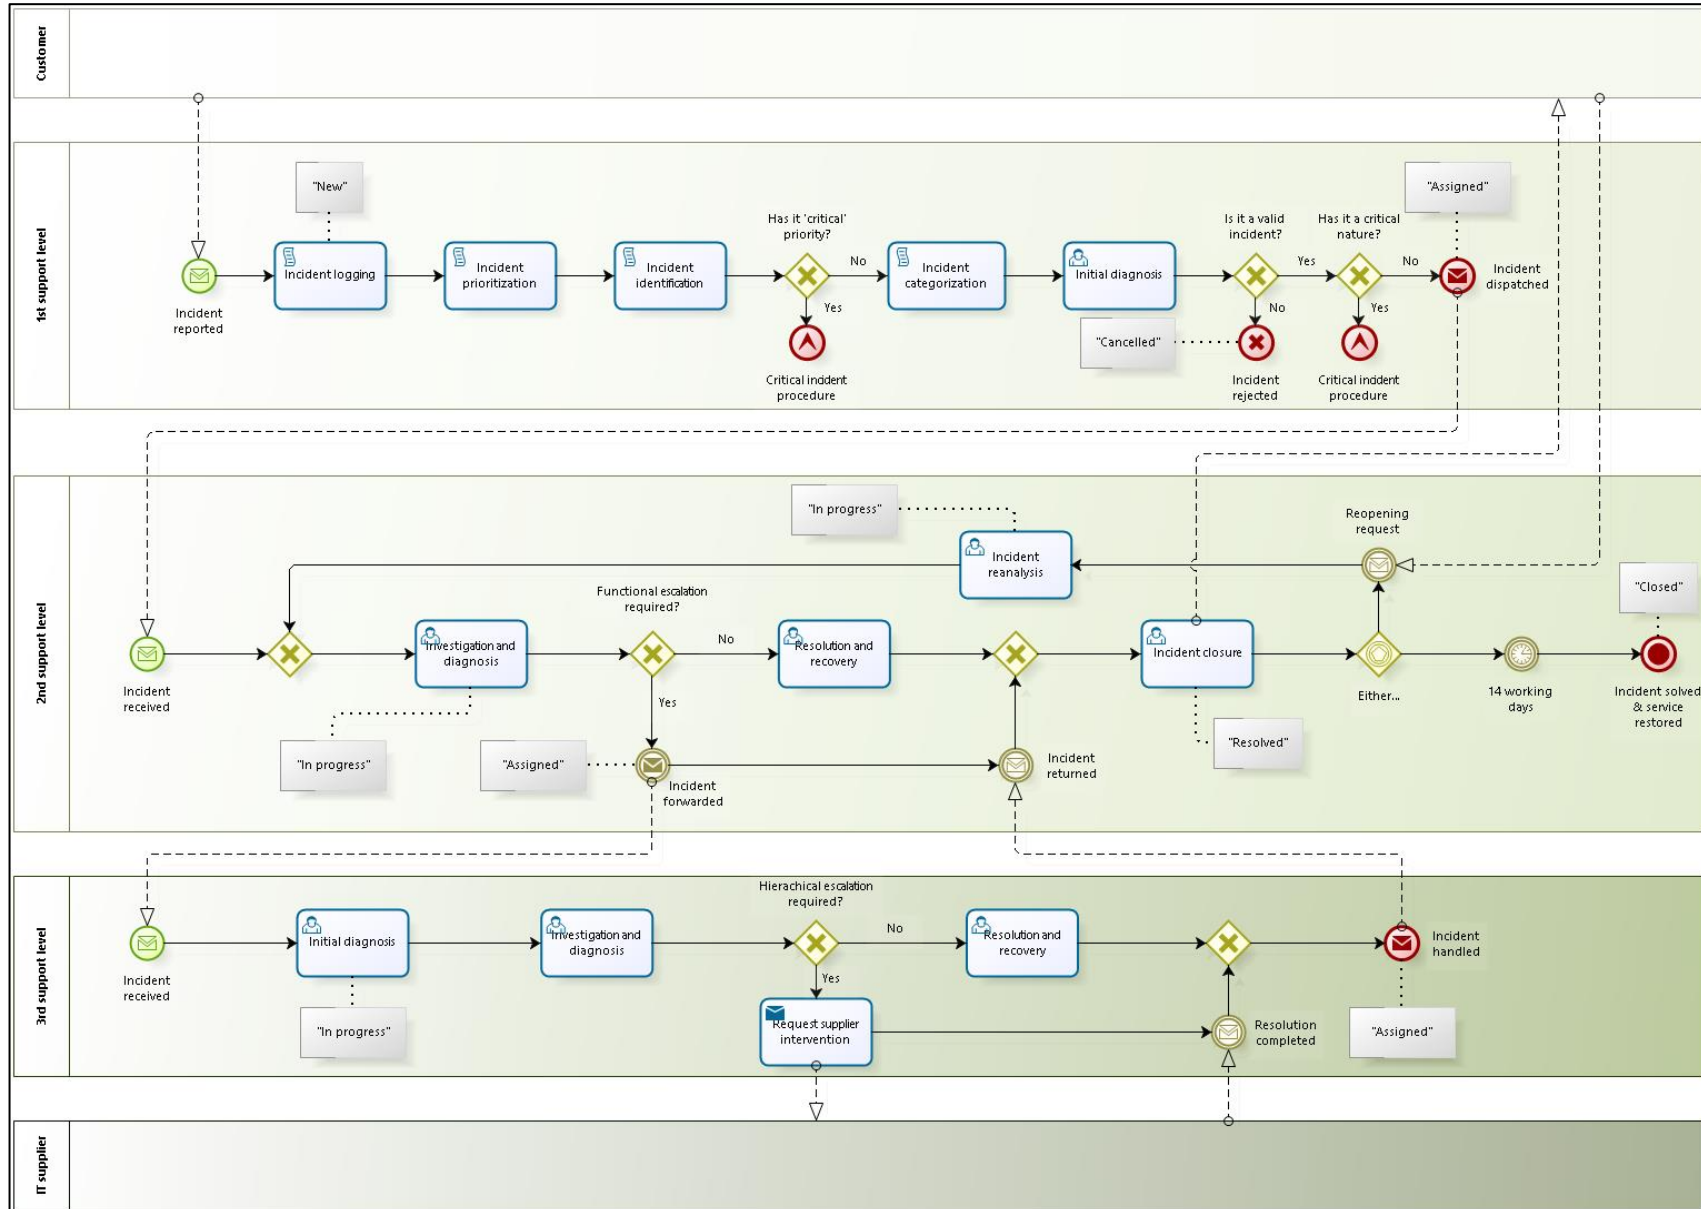 Customer
1st support level
"New"
"Assigned"
Has it 'critical'
priority?
Is it a valid
incident?
Has it a critical
nature?
Incident logging
Incident
prioritization
Incident
identification
No
Incident
categorization
Initial diagnosis
Yes
No
Incident
dispatched
Incident
reported
Yes
No
Yes
"Cancelled"
Critical incident
procedure
Incident
rejected
Critical incident
procedure
2nd support level
"In progress"
Reopening
request
Incident
reanalysis
"Closed"
Functional escalation
required?
Investigation and
diagnosis
No
Resolution and
recovery
Incident closure
Incident
received
Either...
14 working
days
Incident solved
& service
restored
Yes
"In progress"
"Assigned"
Incident
forwarded
Incident
returned
"Resolved"
3rd support level
Hierachical escalation
required?
Initial diagnosis
Investigation and
diagnosis
No
Resolution and
recovery
Incident
handled
Incident
received
Yes
"In progress"
Request supplier
intervention
Resolution
completed
"Assigned"
IT supplier